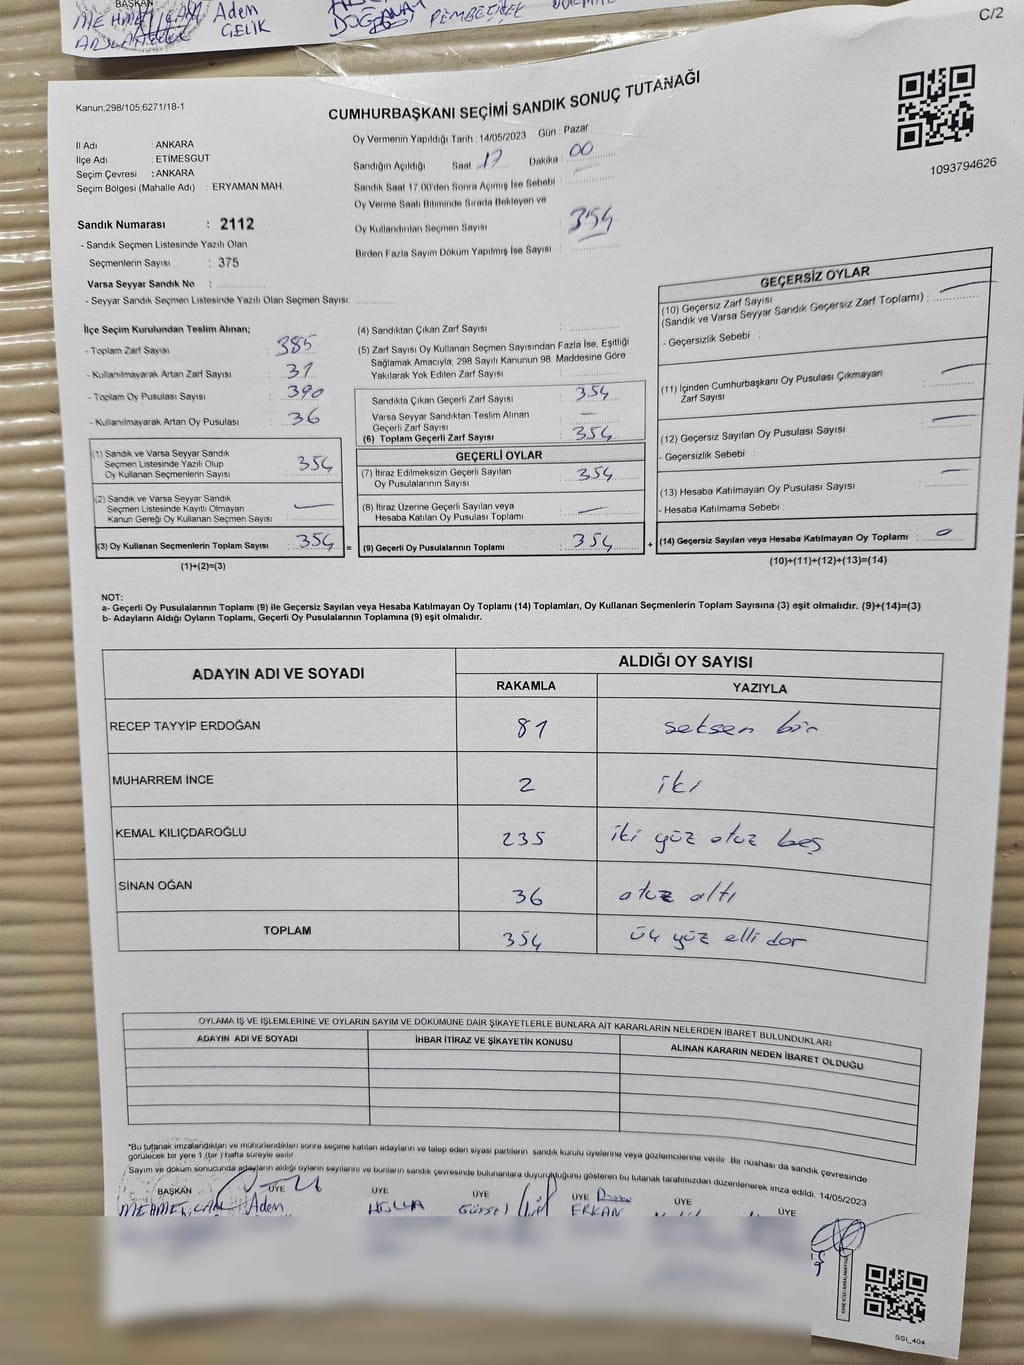 BAŞKAN
MEHMET CAN Adem
ARSLAN ÇELİK
DOĞAN PEMBEÇİÇEK
C/2
Kanun;298/105,6271/18-1
CUMHURBAŞKANI SEÇİMİ SANDIK SONUÇ TUTANAĞI
1093794626
İl Adı : ANKARA
İlçe Adı : ETİMESGUT
Seçim Çevresi : ANKARA
Seçim Bölgesi (Mahalle Adı) : ERYAMAN MAH.
Oy Vermenin Yapıldığı Tarih : 14/05/2023 Gün : Pazar
Sandığın Açıldığı Saat : 17 Dakika : 00
Sandık Saat 17:00'den Sonra Açımış İse Sebebi :
Oy Verme Saati Bitiminde Sırada Bekleyen ve
Oy Kullandırılan Seçmen Sayısı : 354
Birden Fazla Sayım Döküm Yapılmış İse Sayısı :
Sandık Numarası : 2112
- Sandık Seçmen Listesinde Yazılı Olan
Seçmenlerin Sayısı : 375
Varsa Seyyar Sandık No :
- Seyyar Sandık Seçmen Listesinde Yazılı Olan Seçmen Sayısı:
İlçe Seçim Kurulundan Teslim Alınan;
- Toplam Zarf Sayısı : 385
- Kullanılmayarak Artan Zarf Sayısı : 31
- Toplam Oy Pusulası Sayısı : 390
- Kullanılmayarak Artan Oy Pusulası : 36
(1) Sandık ve Varsa Seyyar Sandık
Seçmen Listesinde Yazılı Olup
Oy Kullanan Seçmenlerin Sayısı : 354
(2) Sandık ve Varsa Seyyar Sandık
Seçmen Listesinde Kayıtlı Olmayan
Kanun Gereği Oy Kullanan Seçmen Sayısı : —
(3) Oy Kullanan Seçmenlerin Toplam Sayısı : 354 =
(1)+(2)=(3)
(4) Sandıktan Çıkan Zarf Sayısı :
(5) Zarf Sayısı Oy Kullanan Seçmen Sayısından Fazla İse, Eşitliği
Sağlamak Amacıyla, 298 Sayılı Kanunun 98. Maddesine Göre
Yakılarak Yok Edilen Zarf Sayısı :
Sandıkta Çıkan Geçerli Zarf Sayısı : 354
Varsa Seyyar Sandıktan Teslim Alınan
Geçerli Zarf Sayısı : —
(6) Toplam Geçerli Zarf Sayısı : 354
GEÇERLİ OYLAR
(7) İtiraz Edilmeksizin Geçerli Sayılan
Oy Pusulalarının Sayısı : 354
(8) İtiraz Üzerine Geçerli Sayılan veya
Hesaba Katılan Oy Pusulası Toplamı : —
(9) Geçerli Oy Pusulalarının Toplamı : 354 +
GEÇERSİZ OYLAR
(10) Geçersiz Zarf Sayısı
(Sandık ve Varsa Seyyar Sandık Geçersiz Zarf Toplamı) : —
- Geçersizlik Sebebi :
(11) İçinden Cumhurbaşkanı Oy Pusulası Çıkmayan
Zarf Sayısı : —
(12) Geçersiz Sayılan Oy Pusulası Sayısı : —
- Geçersizlik Sebebi :
(13) Hesaba Katılmayan Oy Pusulası Sayısı : —
- Hesaba Katılmama Sebebi :
(14) Geçersiz Sayılan veya Hesaba Katılmayan Oy Toplamı : 0
(10)+(11)+(12)+(13)=(14)
NOT:
a- Geçerli Oy Pusulalarının Toplamı (9) ile Geçersiz Sayılan veya Hesaba Katılmayan Oy Toplamı (14) Toplamları, Oy Kullanan Seçmenlerin Toplam Sayısına (3) eşit olmalıdır. (9)+(14)=(3)
b- Adayların Aldığı Oyların Toplamı, Geçerli Oy Pusulalarının Toplamına (9) eşit olmalıdır.
ADAYIN ADI VE SOYADI ALDIĞI OY SAYISI
RAKAMLA YAZIYLA
RECEP TAYYİP ERDOĞAN 81 seksen bir
MUHARREM İNCE 2 iki
KEMAL KILIÇDAROĞLU 235 iki yüz otuz beş
SİNAN OĞAN 36 otuz altı
TOPLAM 354 üç yüz elli dör
OYLAMA İŞ VE İŞLEMLERİNE VE OYLARIN SAYIM VE DÖKÜMÜNE DAİR ŞİKAYETLERLE BUNLARA AİT KARARLARIN NELERDEN İBARET BULUNDUKLARI
ADAYIN ADI VE SOYADI İHBAR İTİRAZ VE ŞİKAYETİN KONUSU ALINAN KARARIN NEDEN İBARET OLDUĞU
*Bu tutanak imzalandıktan ve mühürlendikten sonra seçime katılan adayların ve talep eden siyasi partilerin sandık kurulu üyelerine veya gözlemcilerine verilir. Bir nüshası da sandık çevresinde
görülecek bir yere 1 (bir ) hafta süreyle asılır.
Sayım ve döküm sonucunda adayların aldığı oyların sayılarını ve bunların sandık çevresinde bulunanlara duyurulduğunu gösteren bu tutanak tarafımızdan düzenlenerek imza edildi. 14/05/2023
BAŞKAN ÜYE ÜYE ÜYE ÜYE ÜYE ÜYE
MEHMET CAN Adem HÜLYA GÜRSEL ERKAN
SSI_404